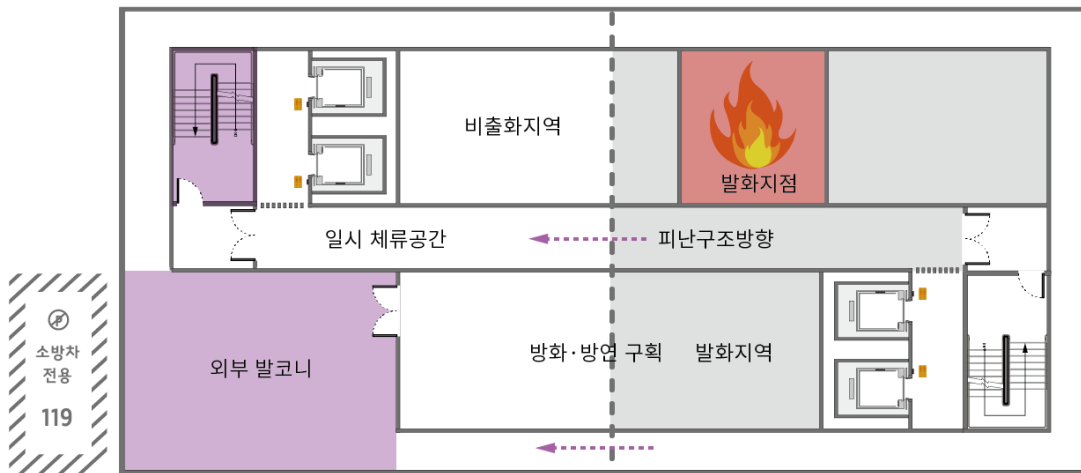 비출화지역
발화지점
일시 체류공간
피난구조방향
소방차
전용
119
외부 발코니
방화·방연 구획
발화지역